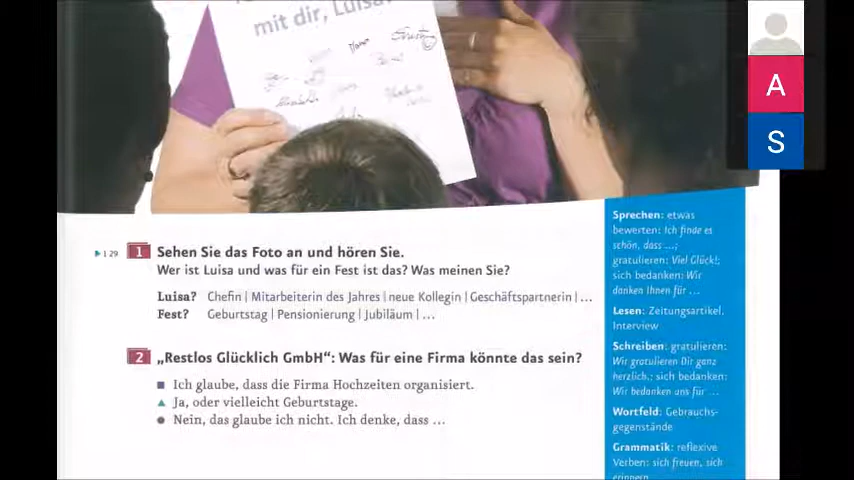 mit dir, Luisa!
A
S
▶ 1 29
1 Sehen Sie das Foto an und hören Sie.
Wer ist Luisa und was für ein Fest ist das? Was meinen Sie?
Luisa? Chefin | Mitarbeiterin des Jahres | neue Kollegin | Geschäftspartnerin | ...
Fest? Geburtstag | Pensionierung | Jubiläum | ...
2 „Restlos Glücklich GmbH“: Was für eine Firma könnte das sein?
■ Ich glaube, dass die Firma Hochzeiten organisiert.
▲ Ja, oder vielleicht Geburtstage.
● Nein, das glaube ich nicht. Ich denke, dass ...
Sprechen: etwas
bewerten: Ich finde es
schön, dass ...;
gratulieren: Viel Glück!;
sich bedanken: Wir
danken Ihnen für ...
Lesen: Zeitungsartikel,
Interview
Schreiben: gratulieren:
Wir gratulieren Dir ganz
herzlich.; sich bedanken:
Wir bedanken uns für ...
Wortfeld: Gebrauchs-
gegenstände
Grammatik: reflexive
Verben: sich freuen, sich
erinnern